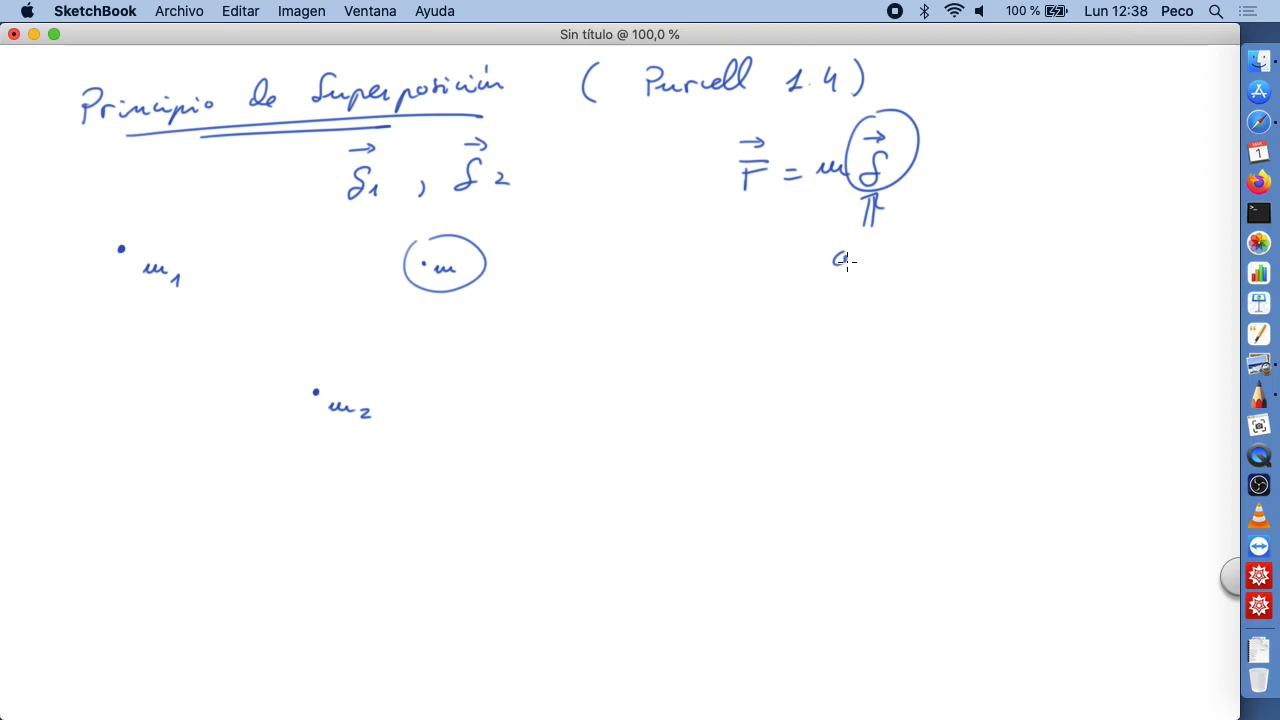 SketchBook Archivo Editar Imagen Ventana Ayuda 100 % Lun 12:38 Peco
Sin título @ 100,0 %
Principio de Superposición ( Purcell 1.4 )
g⃗1 , g⃗2 F⃗ = m g⃗
m1 · m
m2